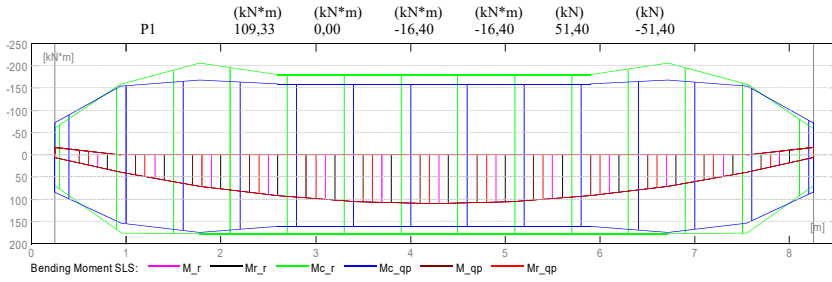 (kN*m) (kN*m) (kN*m) (kN*m) (kN) (kN)
P1 109,33 0,00 -16,40 -16,40 51,40 -51,40
-250
[kN*m]
-200
-150
-100
-50
0
50
100
150
[m]
200
0 1 2 3 4 5 6 7 8
Bending Moment SLS: M_r Mr_r Mc_r Mc_qp M_qp Mr_qp